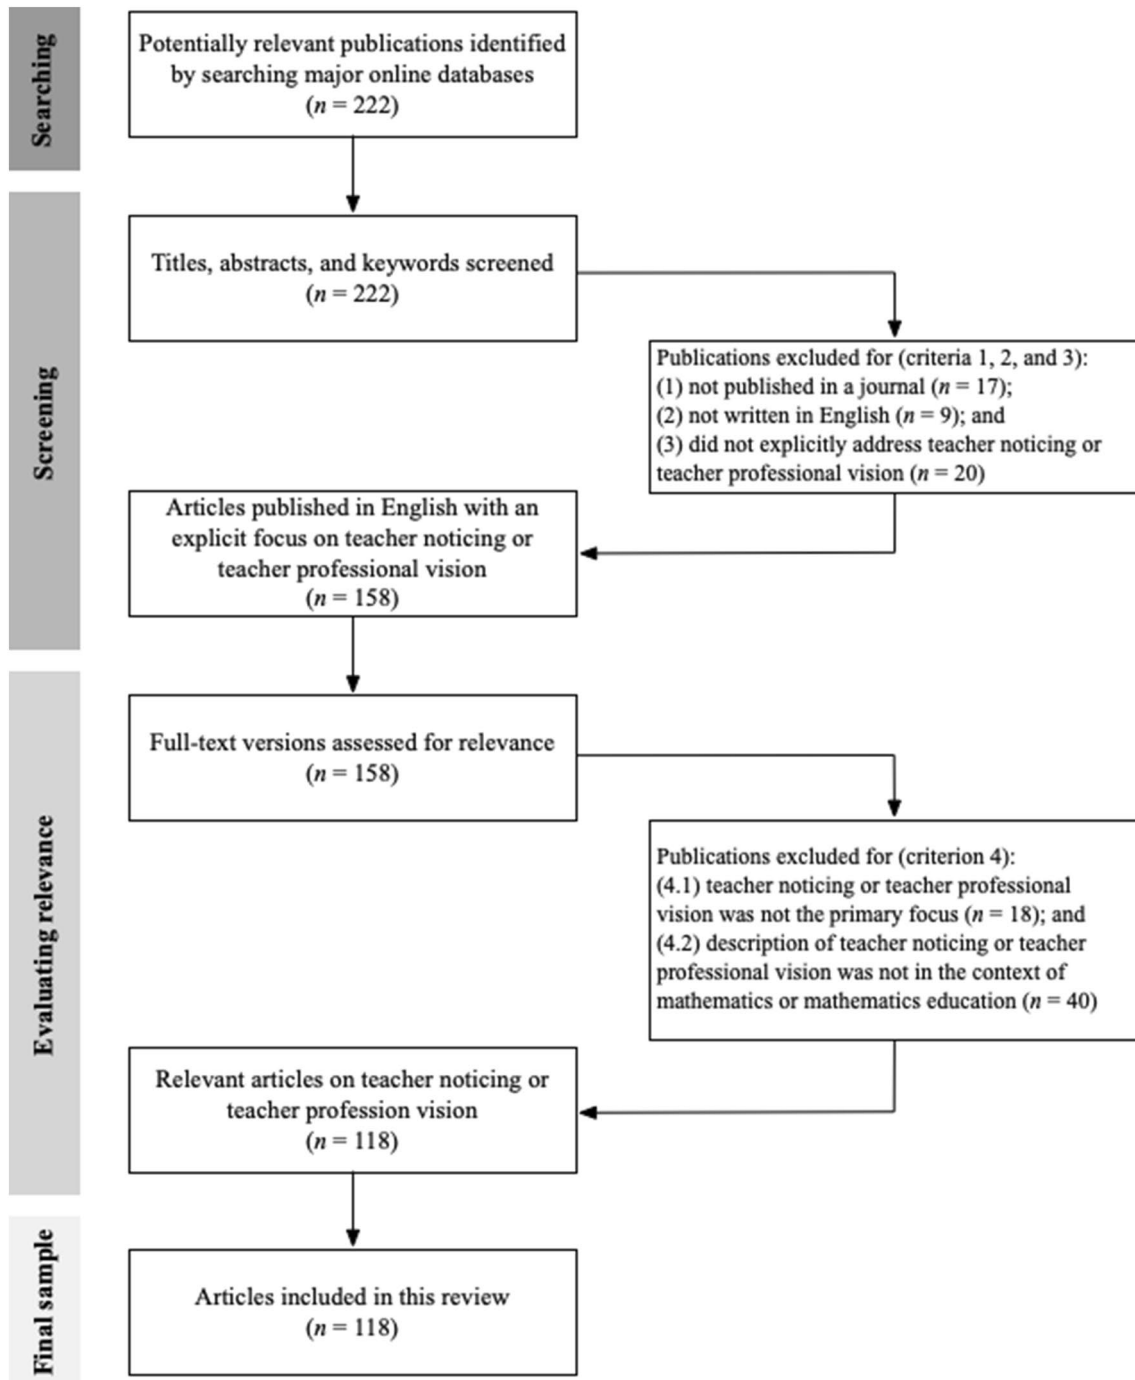 Searching
Potentially relevant publications identified
by searching major online databases
(n = 222)
Screening
Titles, abstracts, and keywords screened
(n = 222)
Publications excluded for (criteria 1, 2, and 3):
(1) not published in a journal (n = 17);
(2) not written in English (n = 9); and
(3) did not explicitly address teacher noticing or
teacher professional vision (n = 20)
Articles published in English with an
explicit focus on teacher noticing or
teacher professional vision
(n = 158)
Evaluating relevance
Full-text versions assessed for relevance
(n = 158)
Publications excluded for (criterion 4):
(4.1) teacher noticing or teacher professional
vision was not the primary focus (n = 18); and
(4.2) description of teacher noticing or teacher
professional vision was not in the context of
mathematics or mathematics education (n = 40)
Relevant articles on teacher noticing or
teacher profession vision
(n = 118)
Final sample
Articles included in this review
(n = 118)